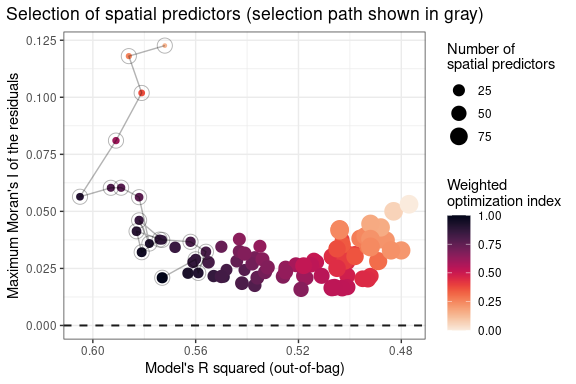 Selection of spatial predictors (selection path shown in gray)
Maximum Moran's I of the residuals
0.125
0.100
0.075
0.050
0.025
0.000
0.60
0.56
0.52
0.48
Model's R squared (out-of-bag)
Number of
spatial predictors
25
50
75
Weighted
optimization index
1.00
0.75
0.50
0.25
0.00